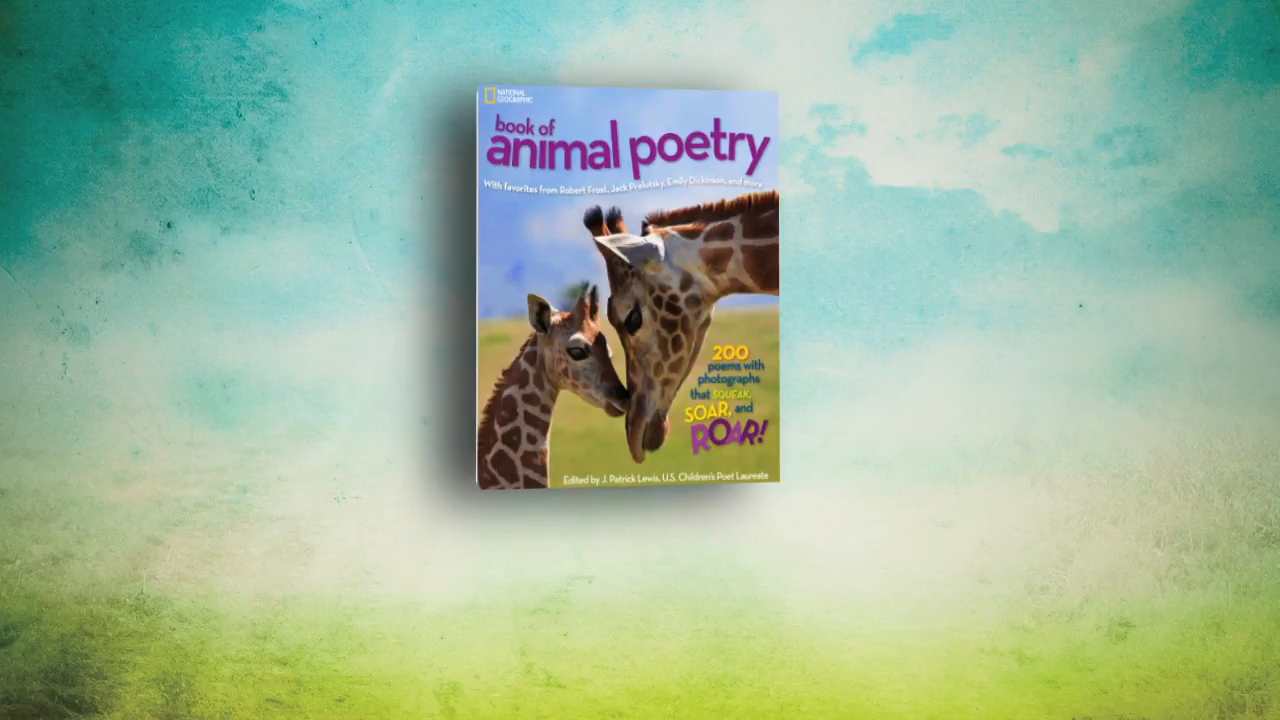 NATIONAL
GEOGRAPHIC
book of
animal poetry
With favorites from Robert Frost, Jack Prelutsky, Emily Dickinson, and more
200
poems with
photographs
that SQUEAK,
SOAR, and
ROAR!
Edited by J. Patrick Lewis, U.S. Children's Poet Laureate